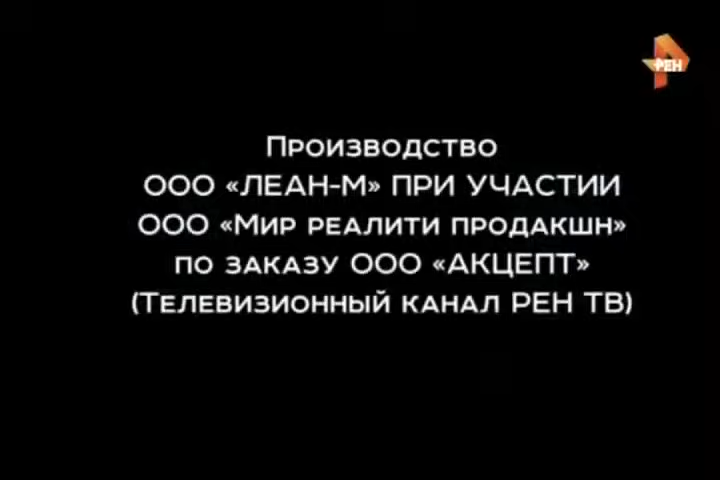 РЕН
Производство
ООО «ЛЕАН-М» ПРИ УЧАСТИИ
ООО «Мир реалити продакшн»
по заказу ООО «АКЦЕПТ»
(Телевизионный канал РЕН ТВ)